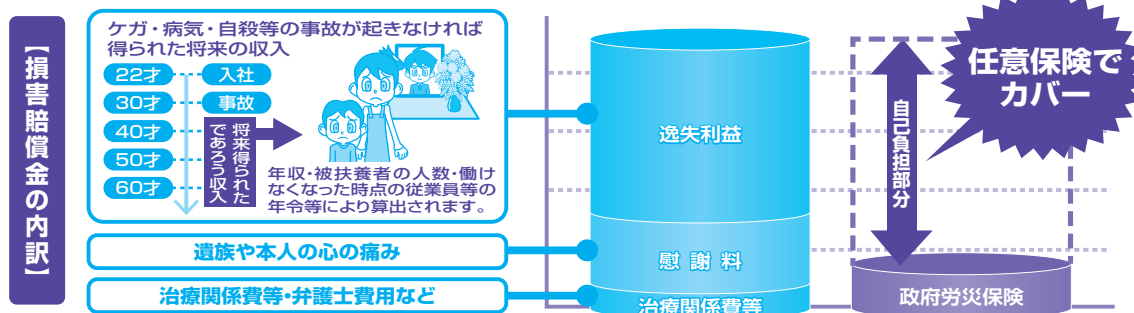 【損害賠償金の内訳】
ケガ・病気・自殺等の事故が起きなければ
得られた将来の収入
22才 入社
30才 事故
40才
50才
60才
将来得られた
であろう収入
年収・被扶養者の人数・働け
なくなった時点の従業員等の
年令等により算出されます。
遺族や本人の心の痛み
治療関係費等・弁護士費用など
逸失利益
慰謝料
治療関係費等
自己負担部分
任意保険で
カバー
政府労災保険